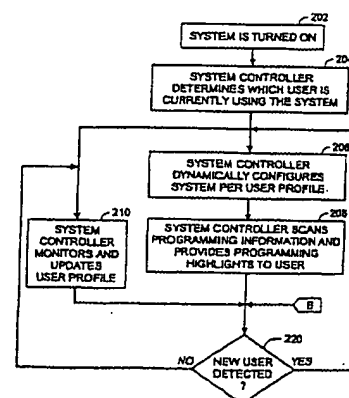 202
SYSTEM IS TURNED ON
204
SYSTEM CONTROLLER
DETERMINES WHICH USER IS
CURRENTLY USING THE SYSTEM
206
SYSTEM CONTROLLER
DYNAMICALLY CONFIGURES
SYSTEM PER USER PROFILE.
210
SYSTEM
CONTROLLER
MONITORS AND
UPDATES
USER PROFILE
208
SYSTEM CONTROLLER SCANS
PROGRAMMING INFORMATION AND
PROVIDES PROGRAMMING
HIGHLIGHTS TO USER
B
220
NO
NEW USER
DETECTED
?
YES